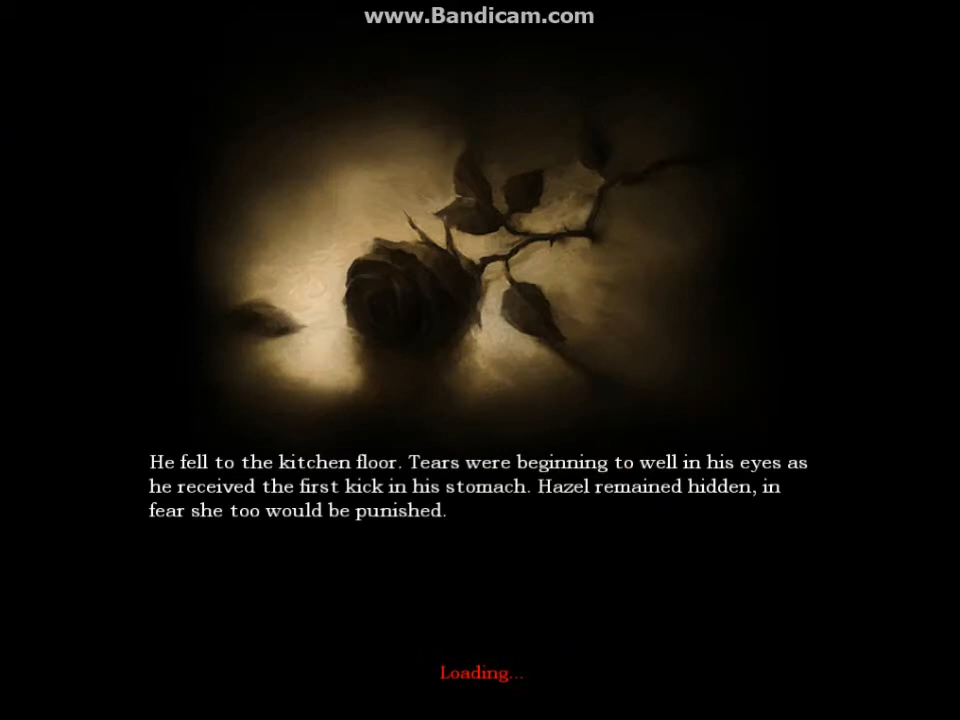 www.Bandicam.com
He fell to the kitchen floor. Tears were beginning to well in his eyes as
he received the first kick in his stomach. Hazel remained hidden, in
fear she too would be punished.
Loading...